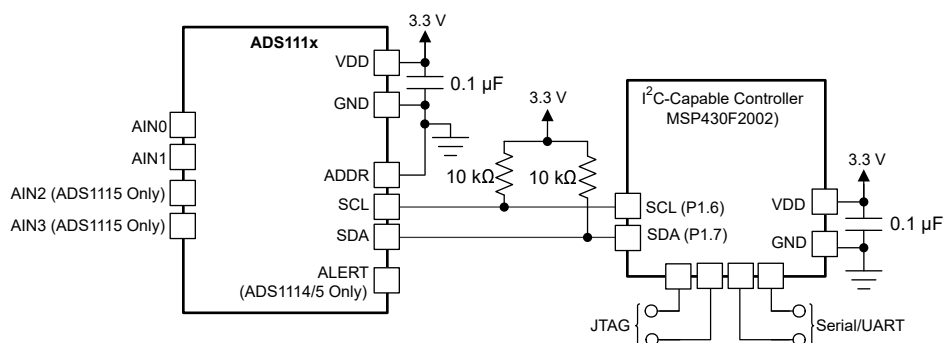 3.3 V
ADS111x
VDD
0.1 µF
GND
AIN0
AIN1
AIN2 (ADS1115 Only)
AIN3 (ADS1115 Only)
ADDR
SCL
SDA
ALERT
(ADS1114/5 Only)
3.3 V
10 kΩ
10 kΩ
I²C-Capable Controller
MSP430F2002)
SCL (P1.6)
SDA (P1.7)
3.3 V
VDD
0.1 µF
GND
JTAG
Serial/UART